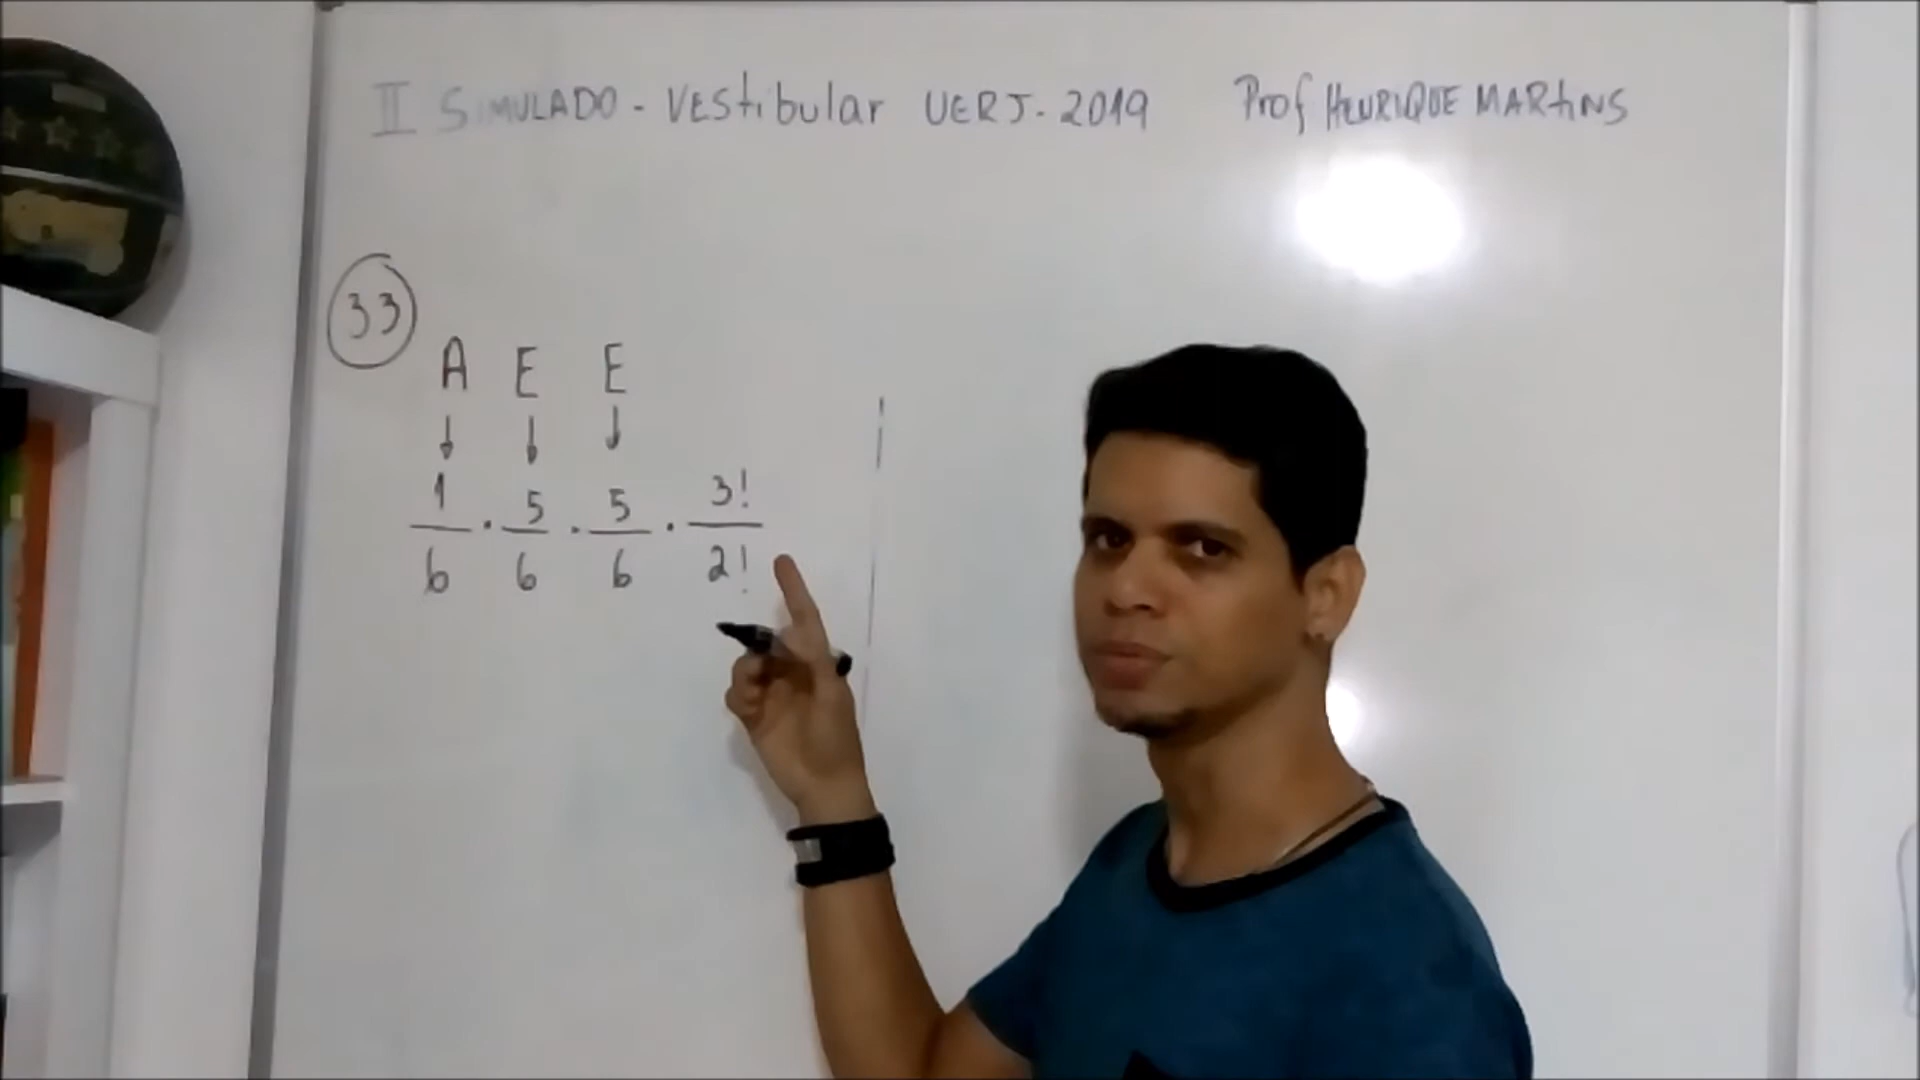 II SIMULADO - VEStibular UERJ. 2019 Prof HENRIQUE MARtiNS
33
A E E
↓ ↓ ↓
1/6 · 5/6 · 5/6 · 3!/2!